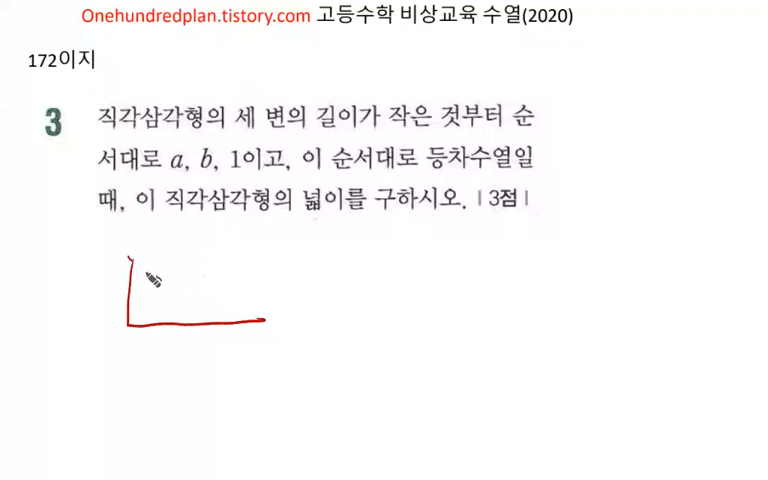 Onehundredplan.tistory.com 고등수학 비상교육 수열(2020)
172이지
3 직각삼각형의 세 변의 길이가 작은 것부터 순
서대로 a, b, 1이고, 이 순서대로 등차수열일
때, 이 직각삼각형의 넓이를 구하시오. | 3점 |